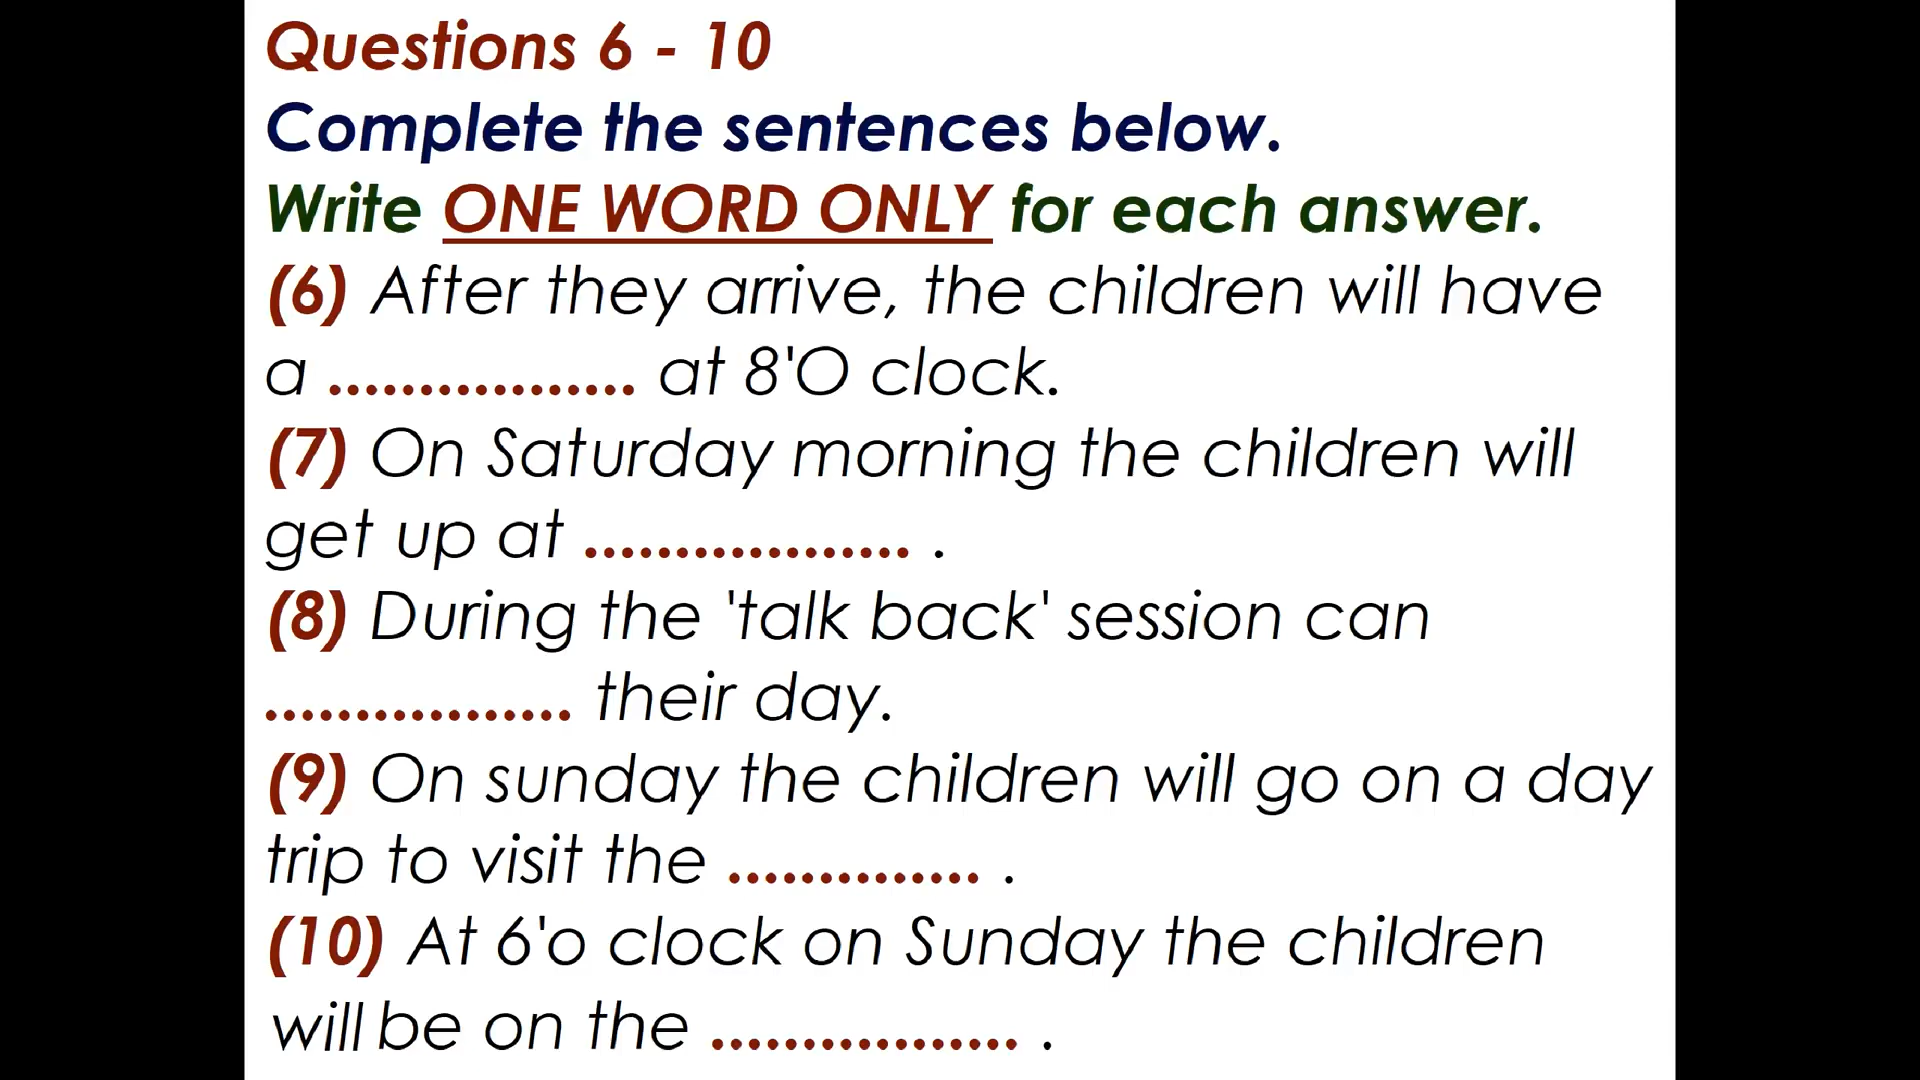 Questions 6 - 10
Complete the sentences below.
Write ONE WORD ONLY for each answer.
(6) After they arrive, the children will have
a ................. at 8'O clock.
(7) On Saturday morning the children will
get up at .................. .
(8) During the 'talk back' session can
................. their day.
(9) On sunday the children will go on a day
trip to visit the .............. .
(10) At 6'o clock on Sunday the children
will be on the ................. .